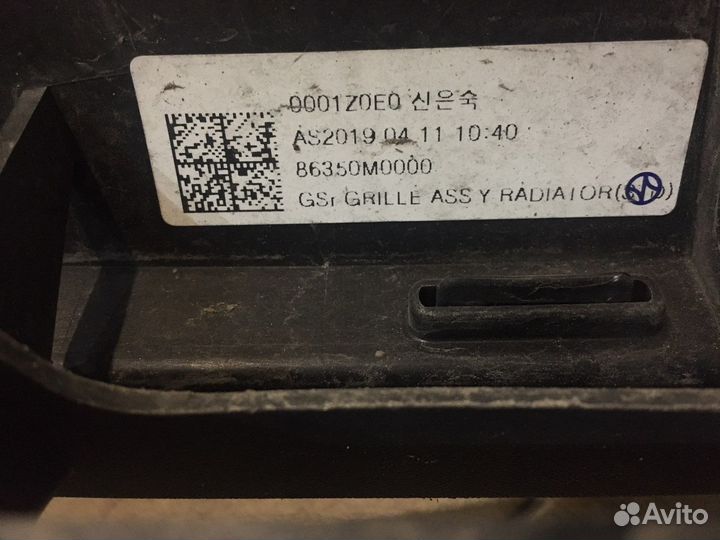 0001Z0E0 신은숙
AS2019 04 11 10:40
86350M0000
GSr GRILLE ASS Y RADIATOR
Avito